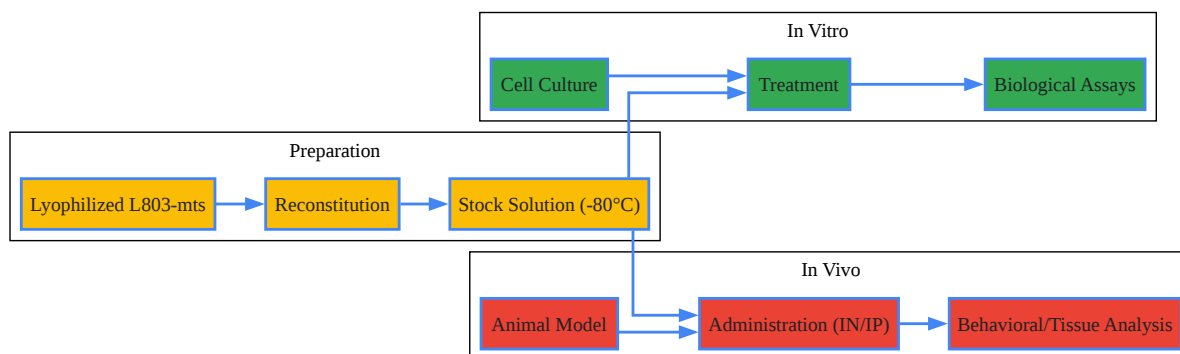 In Vitro
Cell Culture
Treatment
Biological Assays
Preparation
Lyophilized L803-mts
Reconstitution
Stock Solution (-80°C)
In Vivo
Animal Model
Administration (IN/IP)
Behavioral/Tissue Analysis